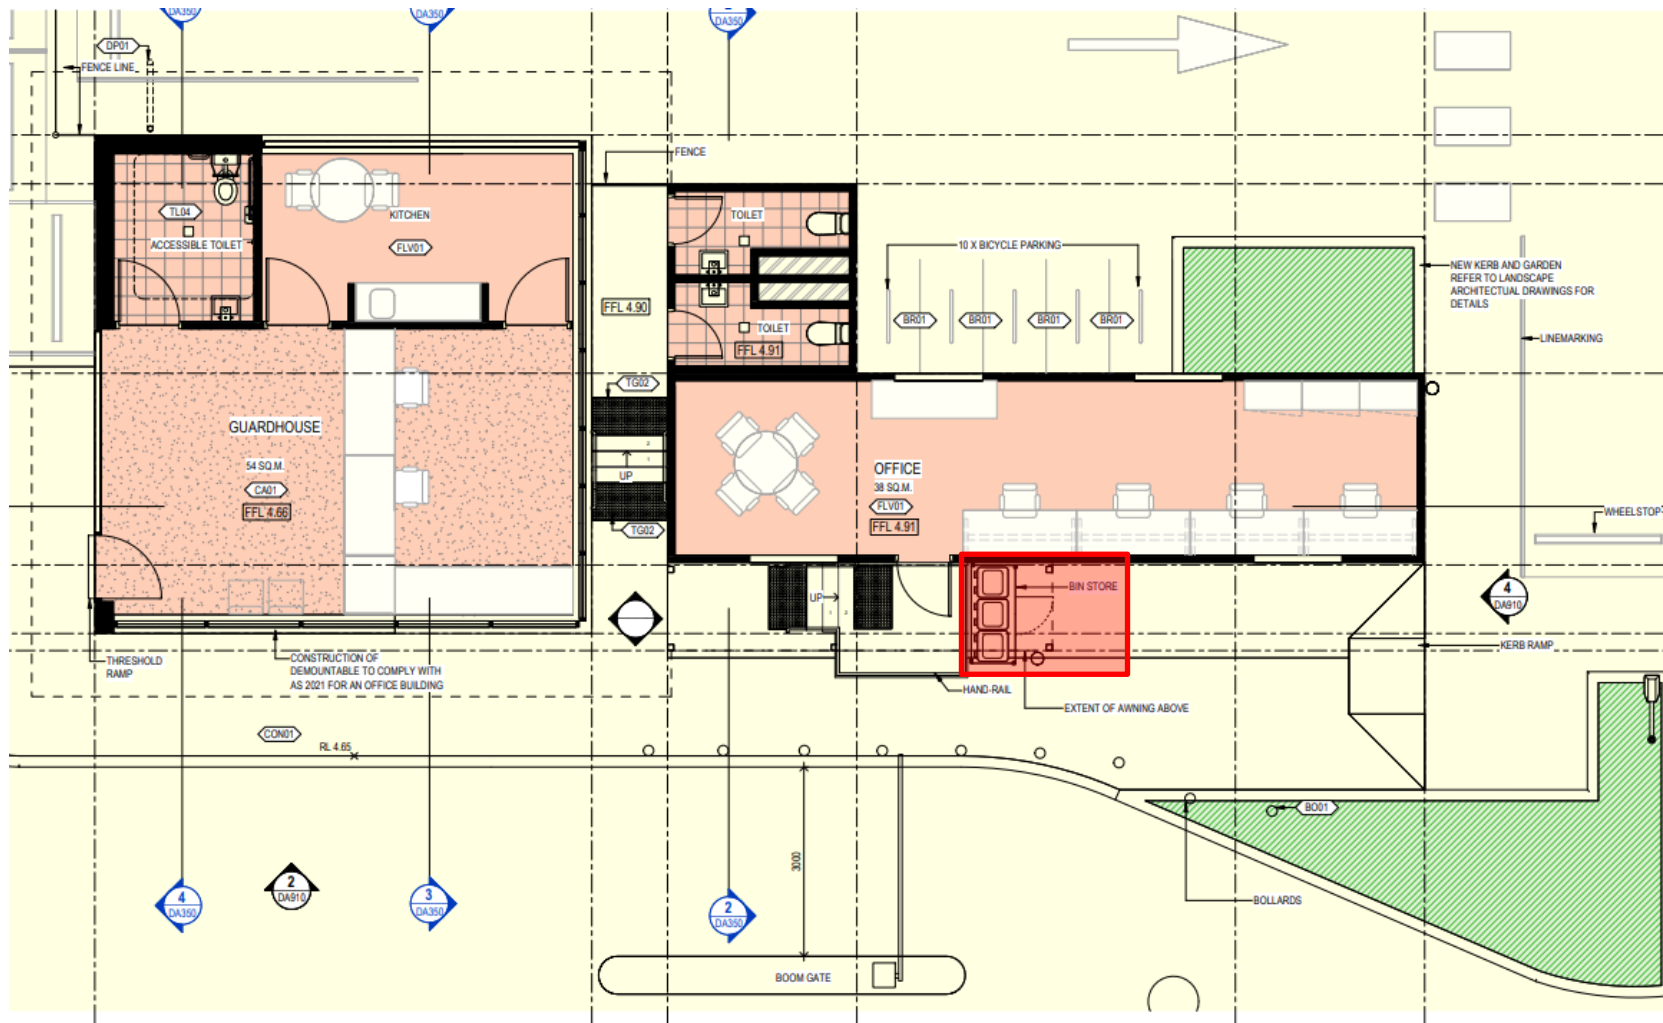 DA350
DA350
DA350
DP01
FENCE LINE
FENCE
TL04
ACCESSIBLE TOILET
KITCHEN
FLV01
TOILET
10 X BICYCLE PARKING
NEW KERB AND GARDEN
REFER TO LANDSCAPE
ARCHITECTUAL DRAWINGS FOR
DETAILS
FFL 4.90
BR01
BR01
BR01
BR01
TOILET
FFL 4.91
LINEMARKING
TG02
GUARDHOUSE
54 SQ.M.
CA01
FFL 4.66
2
1
UP
TG02
OFFICE
38 SQ.M.
FLV01
FFL 4.91
WHEELSTOP
BIN STORE
UP
1
2
4
DA910
KERB RAMP
THRESHOLD
RAMP
CONSTRUCTION OF
DEMOUNTABLE TO COMPLY WITH
AS 2021 FOR AN OFFICE BUILDING
HAND-RAIL
EXTENT OF AWNING ABOVE
CON01
RL 4.65
BO01
3000
2
DA910
4
DA350
3
DA350
2
DA350
BOLLARDS
BOOM GATE